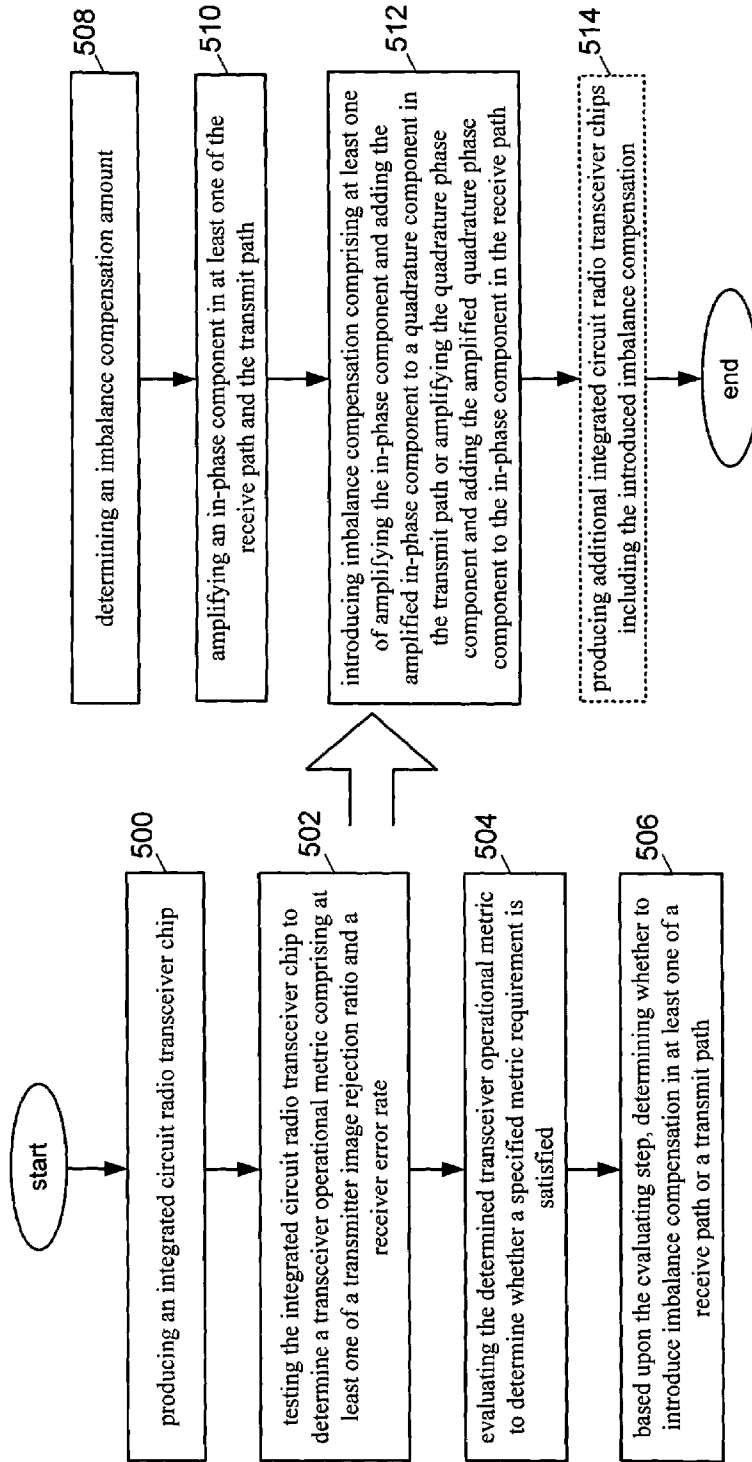 start
500
producing an integrated circuit radio transceiver chip
502
testing the integrated circuit radio transceiver chip to
determine a transceiver operational metric comprising at
least one of a transmitter image rejection ratio and a
receiver error rate
504
evaluating the determined transceiver operational metric
to determine whether a specified metric requirement is
satisfied
506
based upon the evaluating step, determining whether to
introduce imbalance compensation in at least one of a
receive path or a transmit path
508
determining an imbalance compensation amount
510
amplifying an in-phase component in at least one of the
receive path and the transmit path
512
introducing imbalance compensation comprising at least one
of amplifying the in-phase component and adding the
amplified in-phase component to a quadrature component in
the transmit path or amplifying the quadrature phase
component and adding the amplified quadrature phase
component to the in-phase component in the receive path
514
producing additional integrated circuit radio transceiver chips
including the introduced imbalance compensation
end